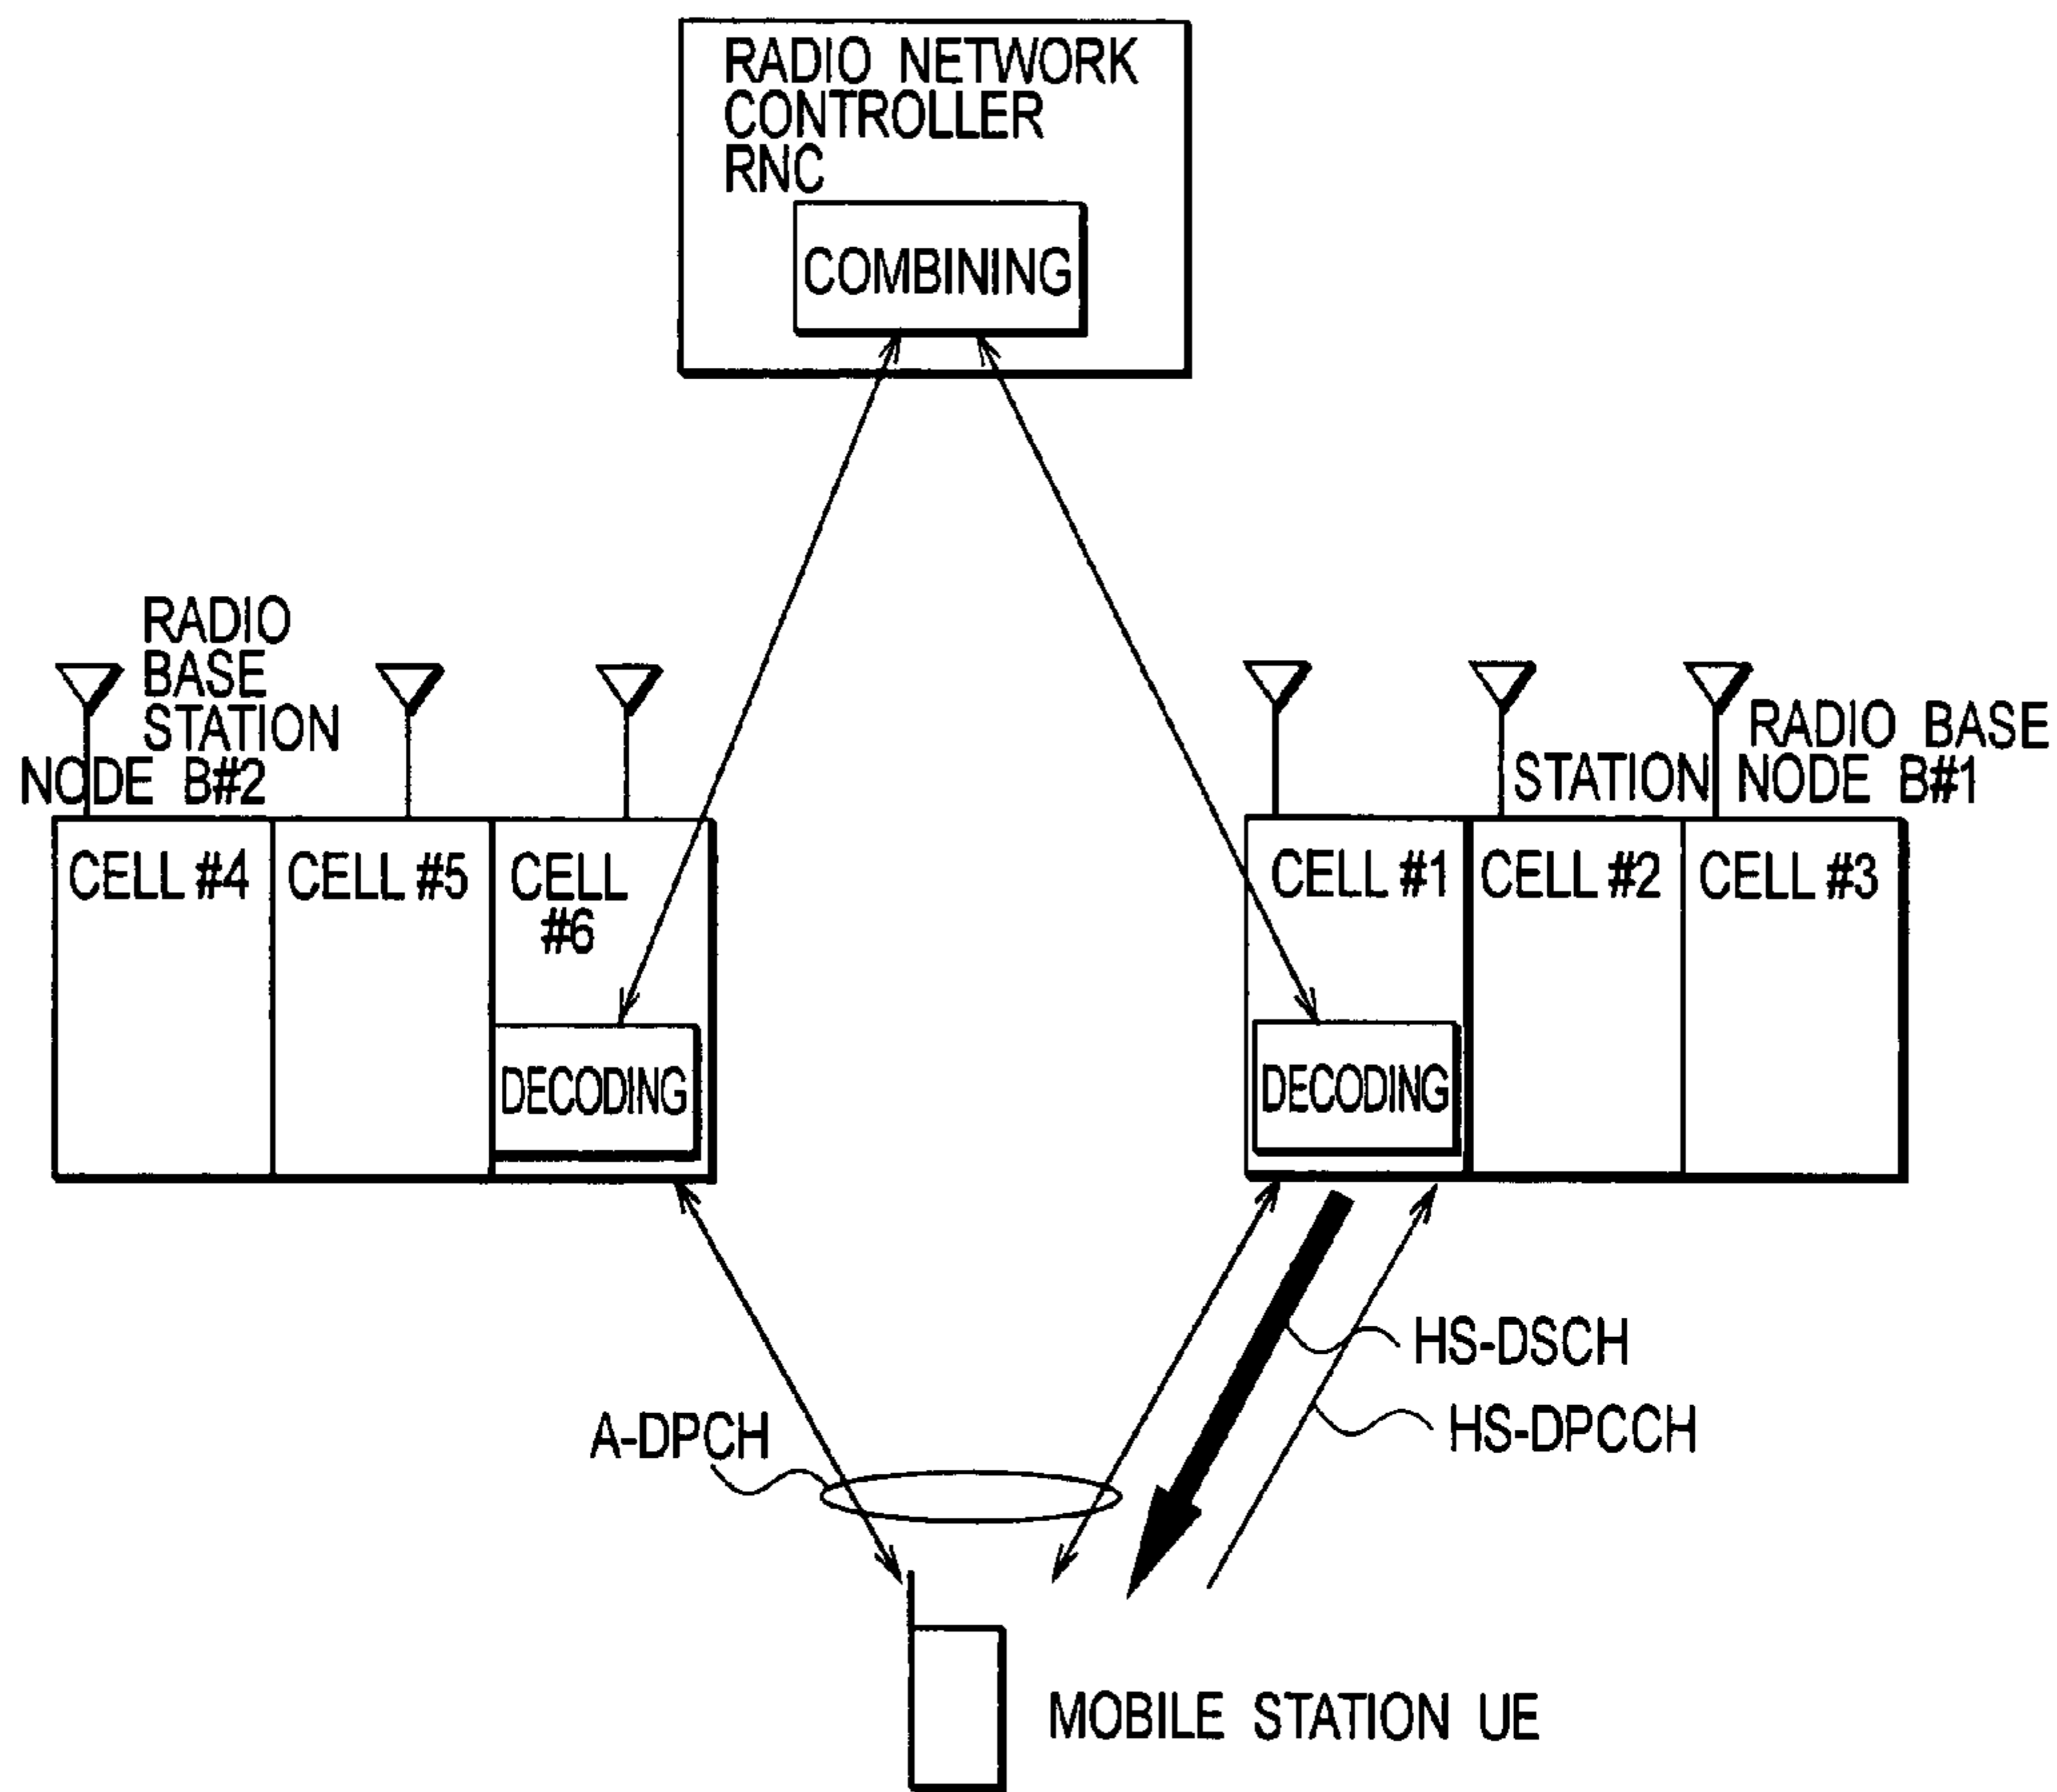 RADIO NETWORK
CONTROLLER
RNC
COMBINING
RADIO
BASE
STATION
NODE B#2
RADIO BASE
STATION NODE B#1
CELL #4
CELL #5
CELL
#6
CELL #1
CELL #2
CELL #3
DECODING
DECODING
HS-DSCH
A-DPCH
HS-DPCCH
MOBILE STATION UE